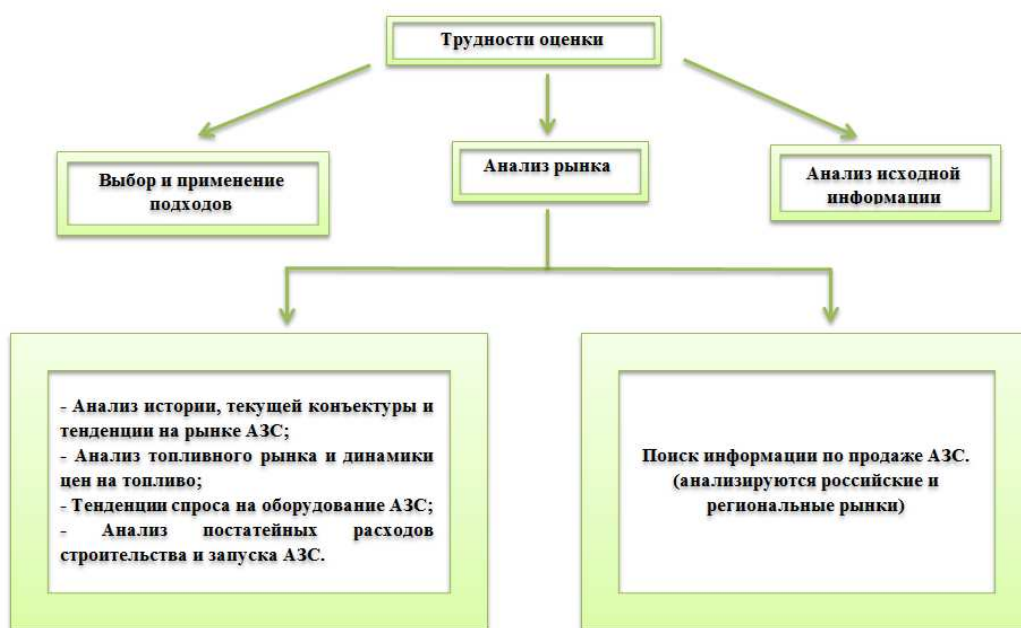 Трудности оценки
Выбор и применение
подходов
Анализ рынка
Анализ исходной
информации
- Анализ истории, текущей конъектуры и
тенденции на рынке АЗС;
- Анализ топливного рынка и динамики
цен на топливо;
- Тенденции спроса на оборудование АЗС;
- Анализ постатейных расходов
строительства и запуска АЗС.
Поиск информации по продаже АЗС.
(анализируются российские и
региональные рынки)